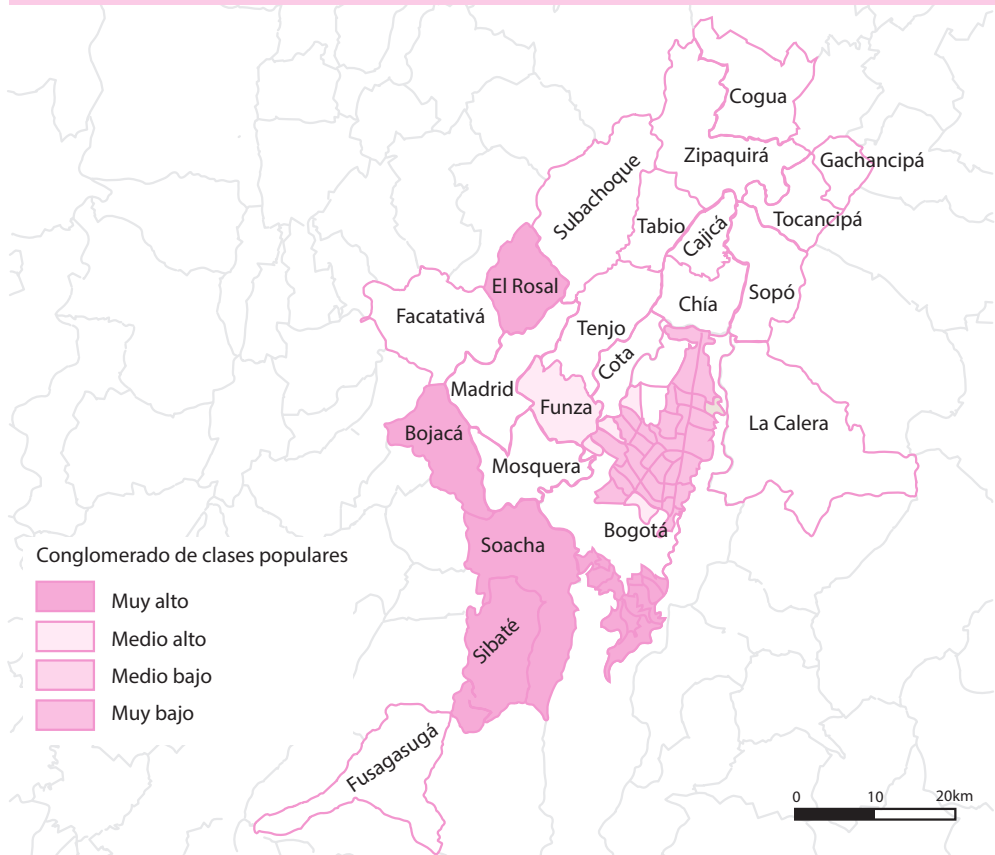 Cogua
Zipaquirá
Gachancipá
Subachoque
Tabio
Cajicá
Tocancipá
El Rosal
Chía
Sopó
Facatativá
Tenjo
Cota
Madrid
Funza
La Calera
Bojacá
Mosquera
Bogotá
Soacha
Sibaté
Fusagasugá
Conglomerado de clases populares
Muy alto
Medio alto
Medio bajo
Muy bajo
0 10 20km